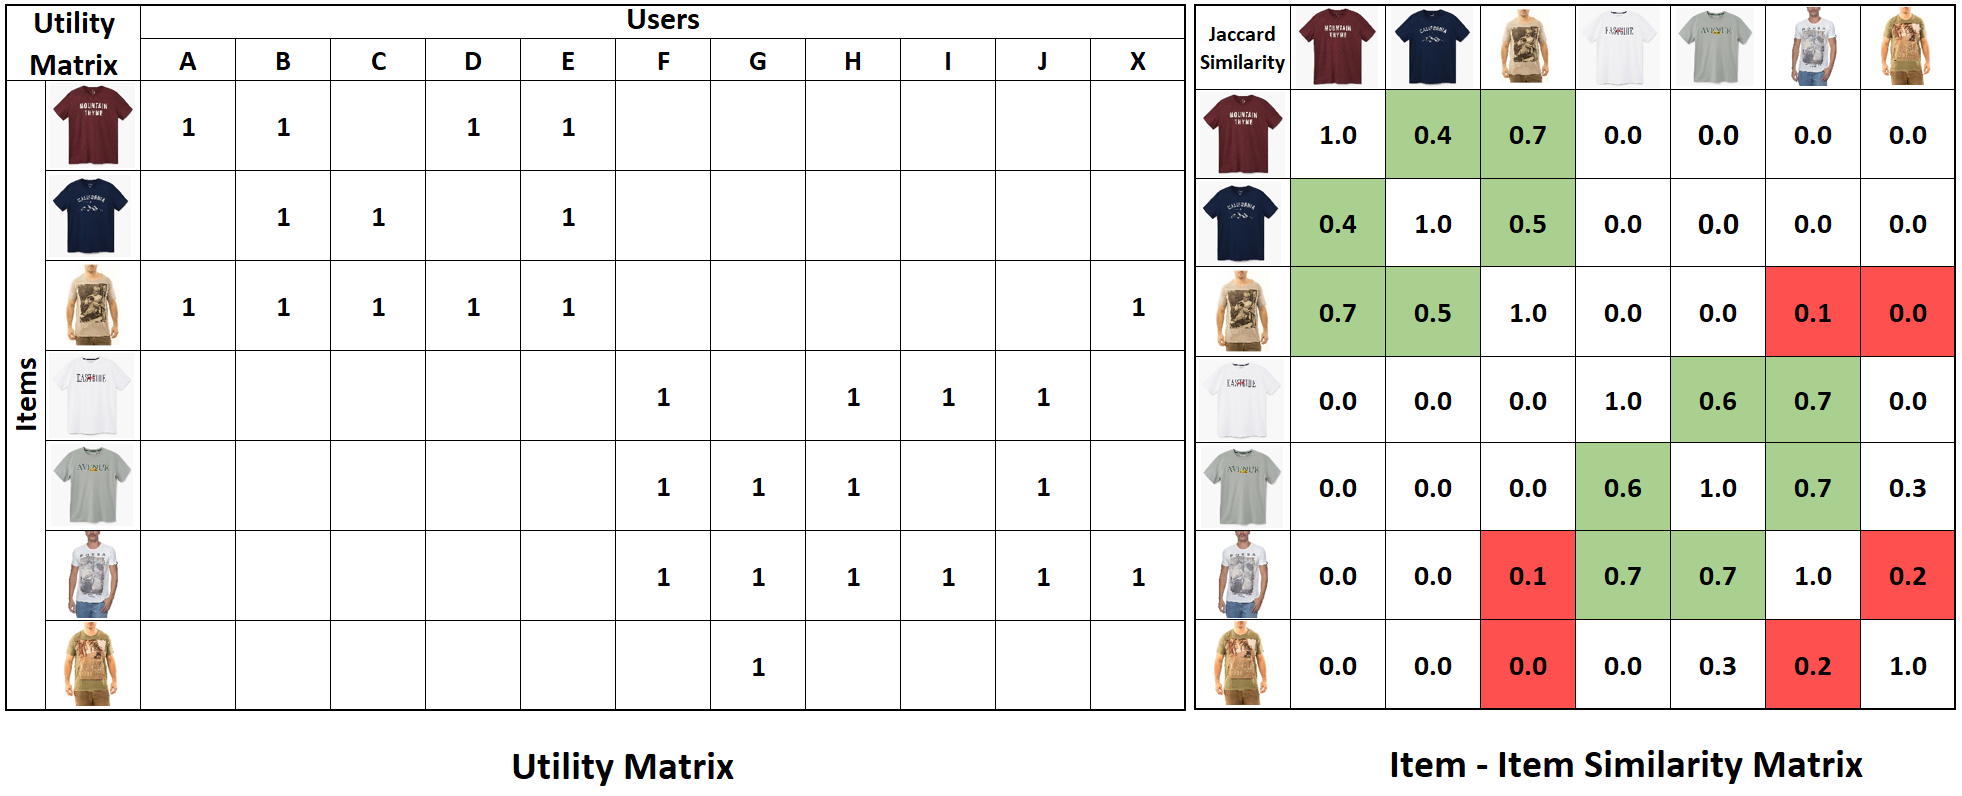 Utility Matrix Users
A B C D E F G H I J X
Items
MOUNTAIN THYME 1 1 1 1
CALIFORNIA 1 1 1
1 1 1 1 1 1
EASTSIDE 1 1 1 1
AVENUE 1 1 1 1
1 1 1 1 1 1
1
Utility Matrix
Jaccard Similarity MOUNTAIN THYME CALIFORNIA EASTSIDE AVENUE
MOUNTAIN THYME 1.0 0.4 0.7 0.0 0.0 0.0 0.0
CALIFORNIA 0.4 1.0 0.5 0.0 0.0 0.0 0.0
0.7 0.5 1.0 0.0 0.0 0.1 0.0
EASTSIDE 0.0 0.0 0.0 1.0 0.6 0.7 0.0
AVENUE 0.0 0.0 0.0 0.6 1.0 0.7 0.3
0.0 0.0 0.1 0.7 0.7 1.0 0.2
0.0 0.0 0.0 0.0 0.3 0.2 1.0
Item - Item Similarity Matrix